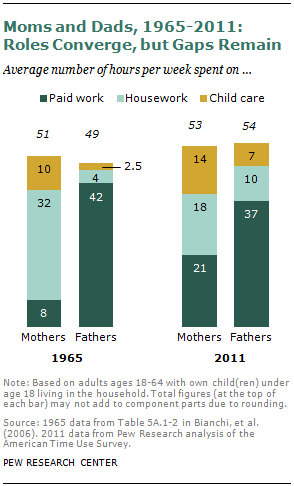 Moms and Dads, 1965-2011:
Roles Converge, but Gaps Remain
Average number of hours per week spent on ...
Paid work Housework Child care
51 49 53 54
10 2.5 14 7
32 4 18 10
8 42 21 37
Mothers Fathers Mothers Fathers
1965 2011
Note: Based on adults ages 18-64 with own child(ren) under
age 18 living in the household. Total figures (at the top of
each bar) may not add to component parts due to rounding.
Source: 1965 data from Table 5A.1-2 in Bianchi, et al.
(2006). 2011 data from Pew Research analysis of the
American Time Use Survey.
PEW RESEARCH CENTER